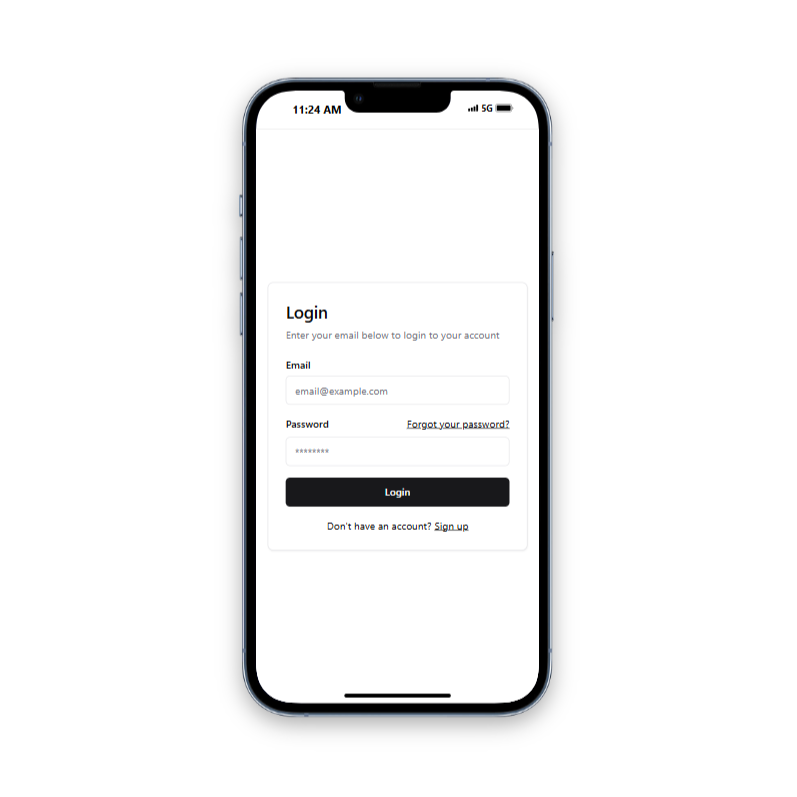 11:24 AM 5G
Login
Enter your email below to login to your account
Email
email@example.com
Password Forgot your password?
********
Login
Don't have an account? Sign up